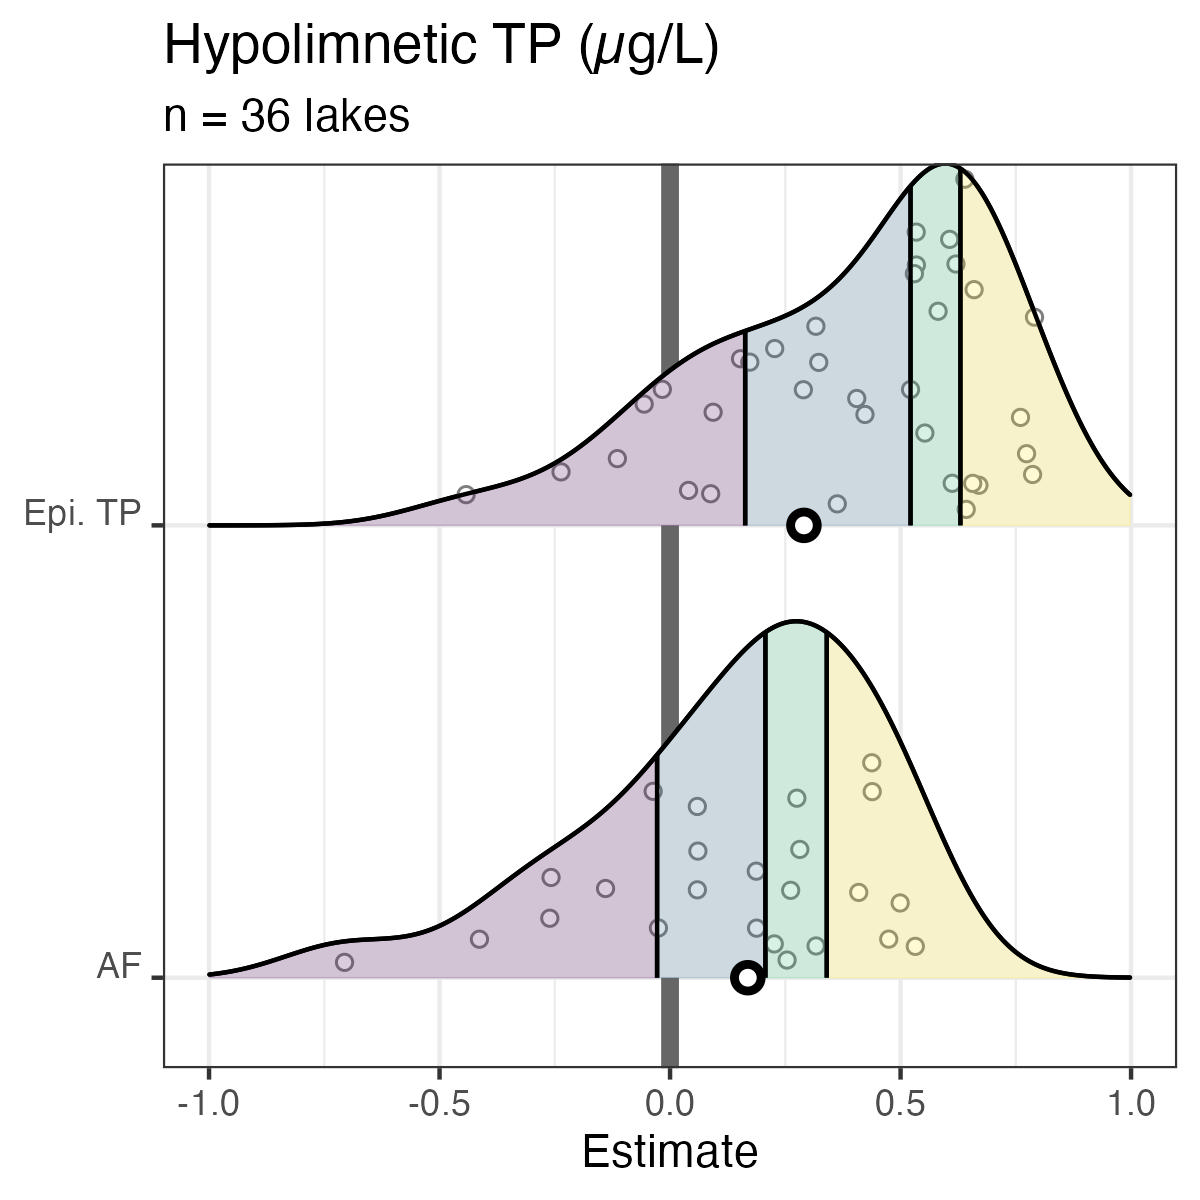 Hypolimnetic TP (µg/L)
n = 36 lakes
Epi. TP
AF
-1.0 -0.5 0.0 0.5 1.0
Estimate